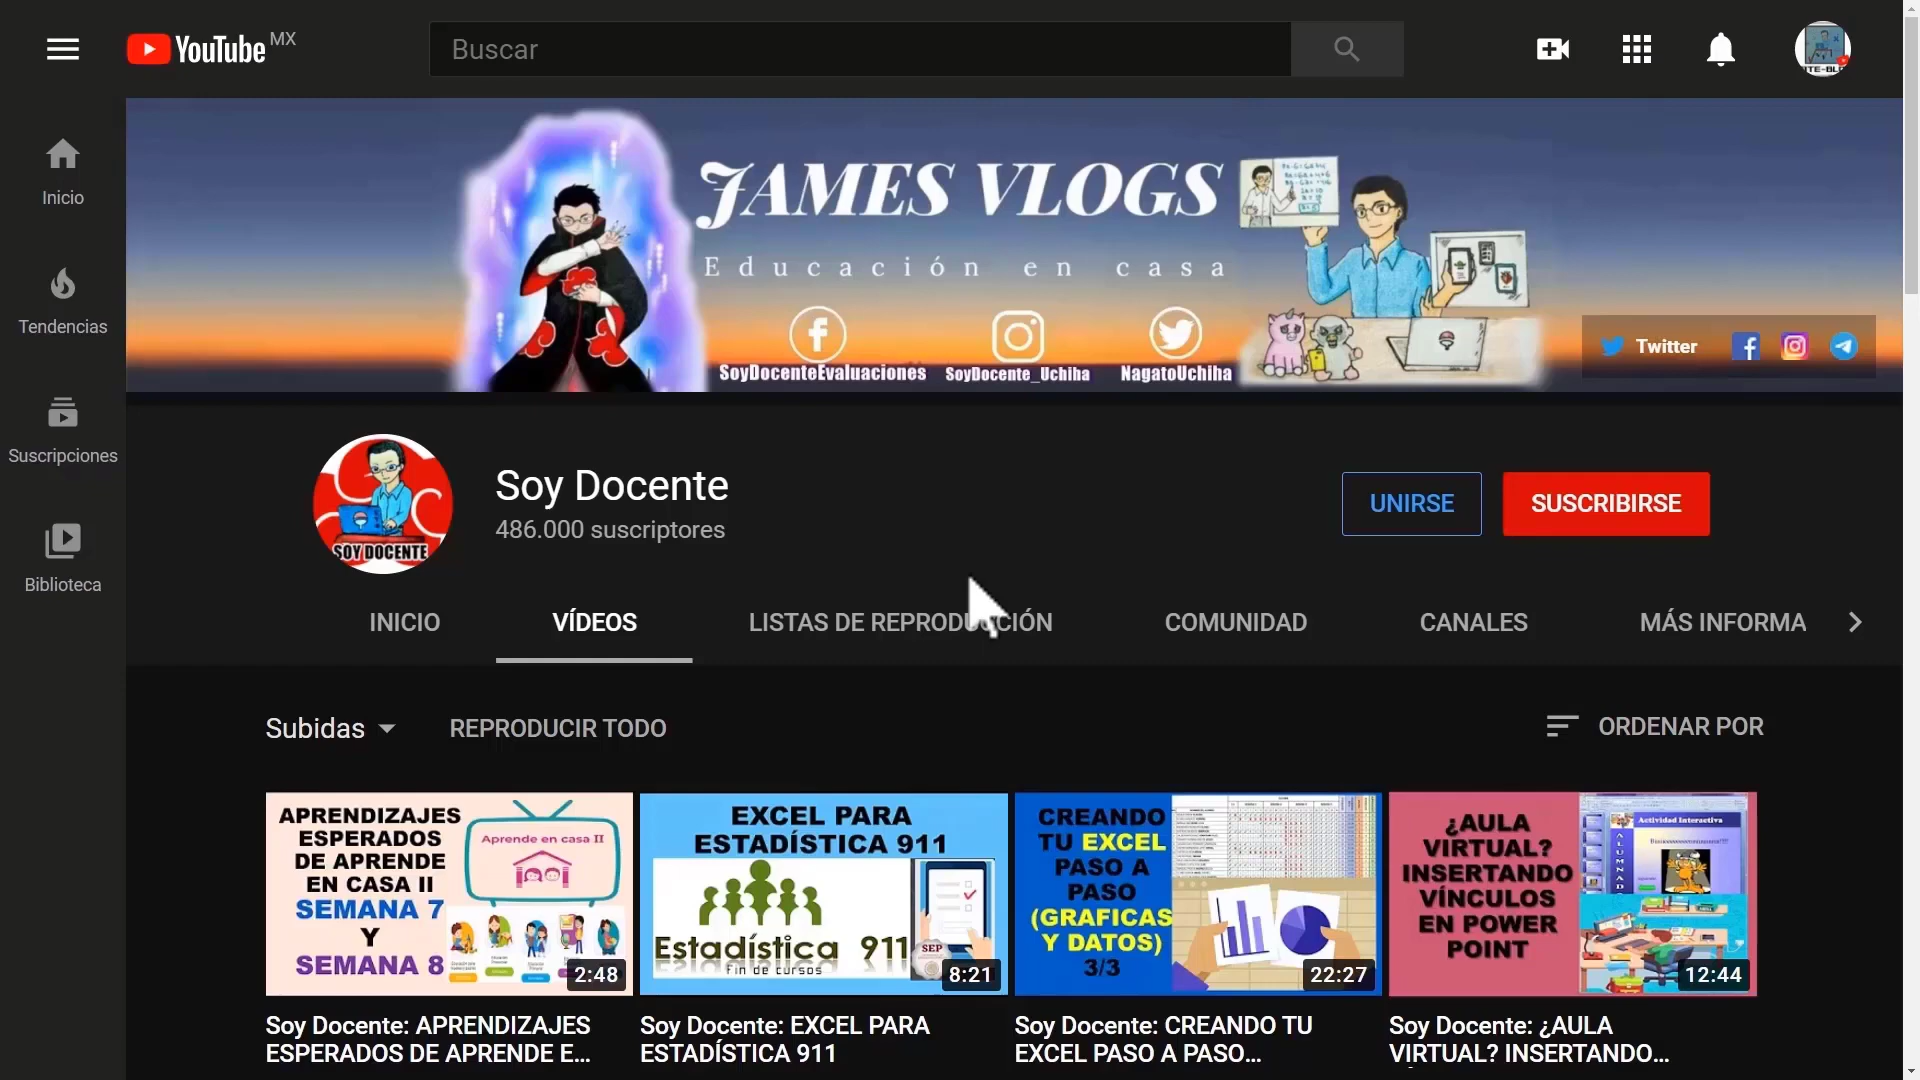 YouTube MX
Buscar
Inicio
Tendencias
Suscripciones
Biblioteca
JAMES VLOGS
Educación en casa
SoyDocenteEvaluaciones
SoyDocente_Uchiha
NagatoUchiha
Twitter
SOY DOCENTE
Soy Docente
486.000 suscriptores
UNIRSE
SUSCRIBIRSE
INICIO
VÍDEOS
LISTAS DE REPRODUCCIÓN
COMUNIDAD
CANALES
MÁS INFORMA
Subidas
REPRODUCIR TODO
ORDENAR POR
APRENDIZAJES
ESPERADOS
DE APRENDE
EN CASA II
SEMANA 7
Y
SEMANA 8
Aprende en casa II
2:48
EXCEL PARA
ESTADÍSTICA 911
Estadística 911
Fin de cursos
SEP
8:21
CREANDO
TU EXCEL
PASO A
PASO
(GRAFICAS
Y DATOS)
3/3
22:27
¿AULA
VIRTUAL?
INSERTANDO
VÍNCULOS
EN POWER
POINT
Actividad Interactiva
ALUMNAD
12:44
Soy Docente: APRENDIZAJES
ESPERADOS DE APRENDE E...
Soy Docente: EXCEL PARA
ESTADÍSTICA 911
Soy Docente: CREANDO TU
EXCEL PASO A PASO...
Soy Docente: ¿AULA
VIRTUAL? INSERTANDO...